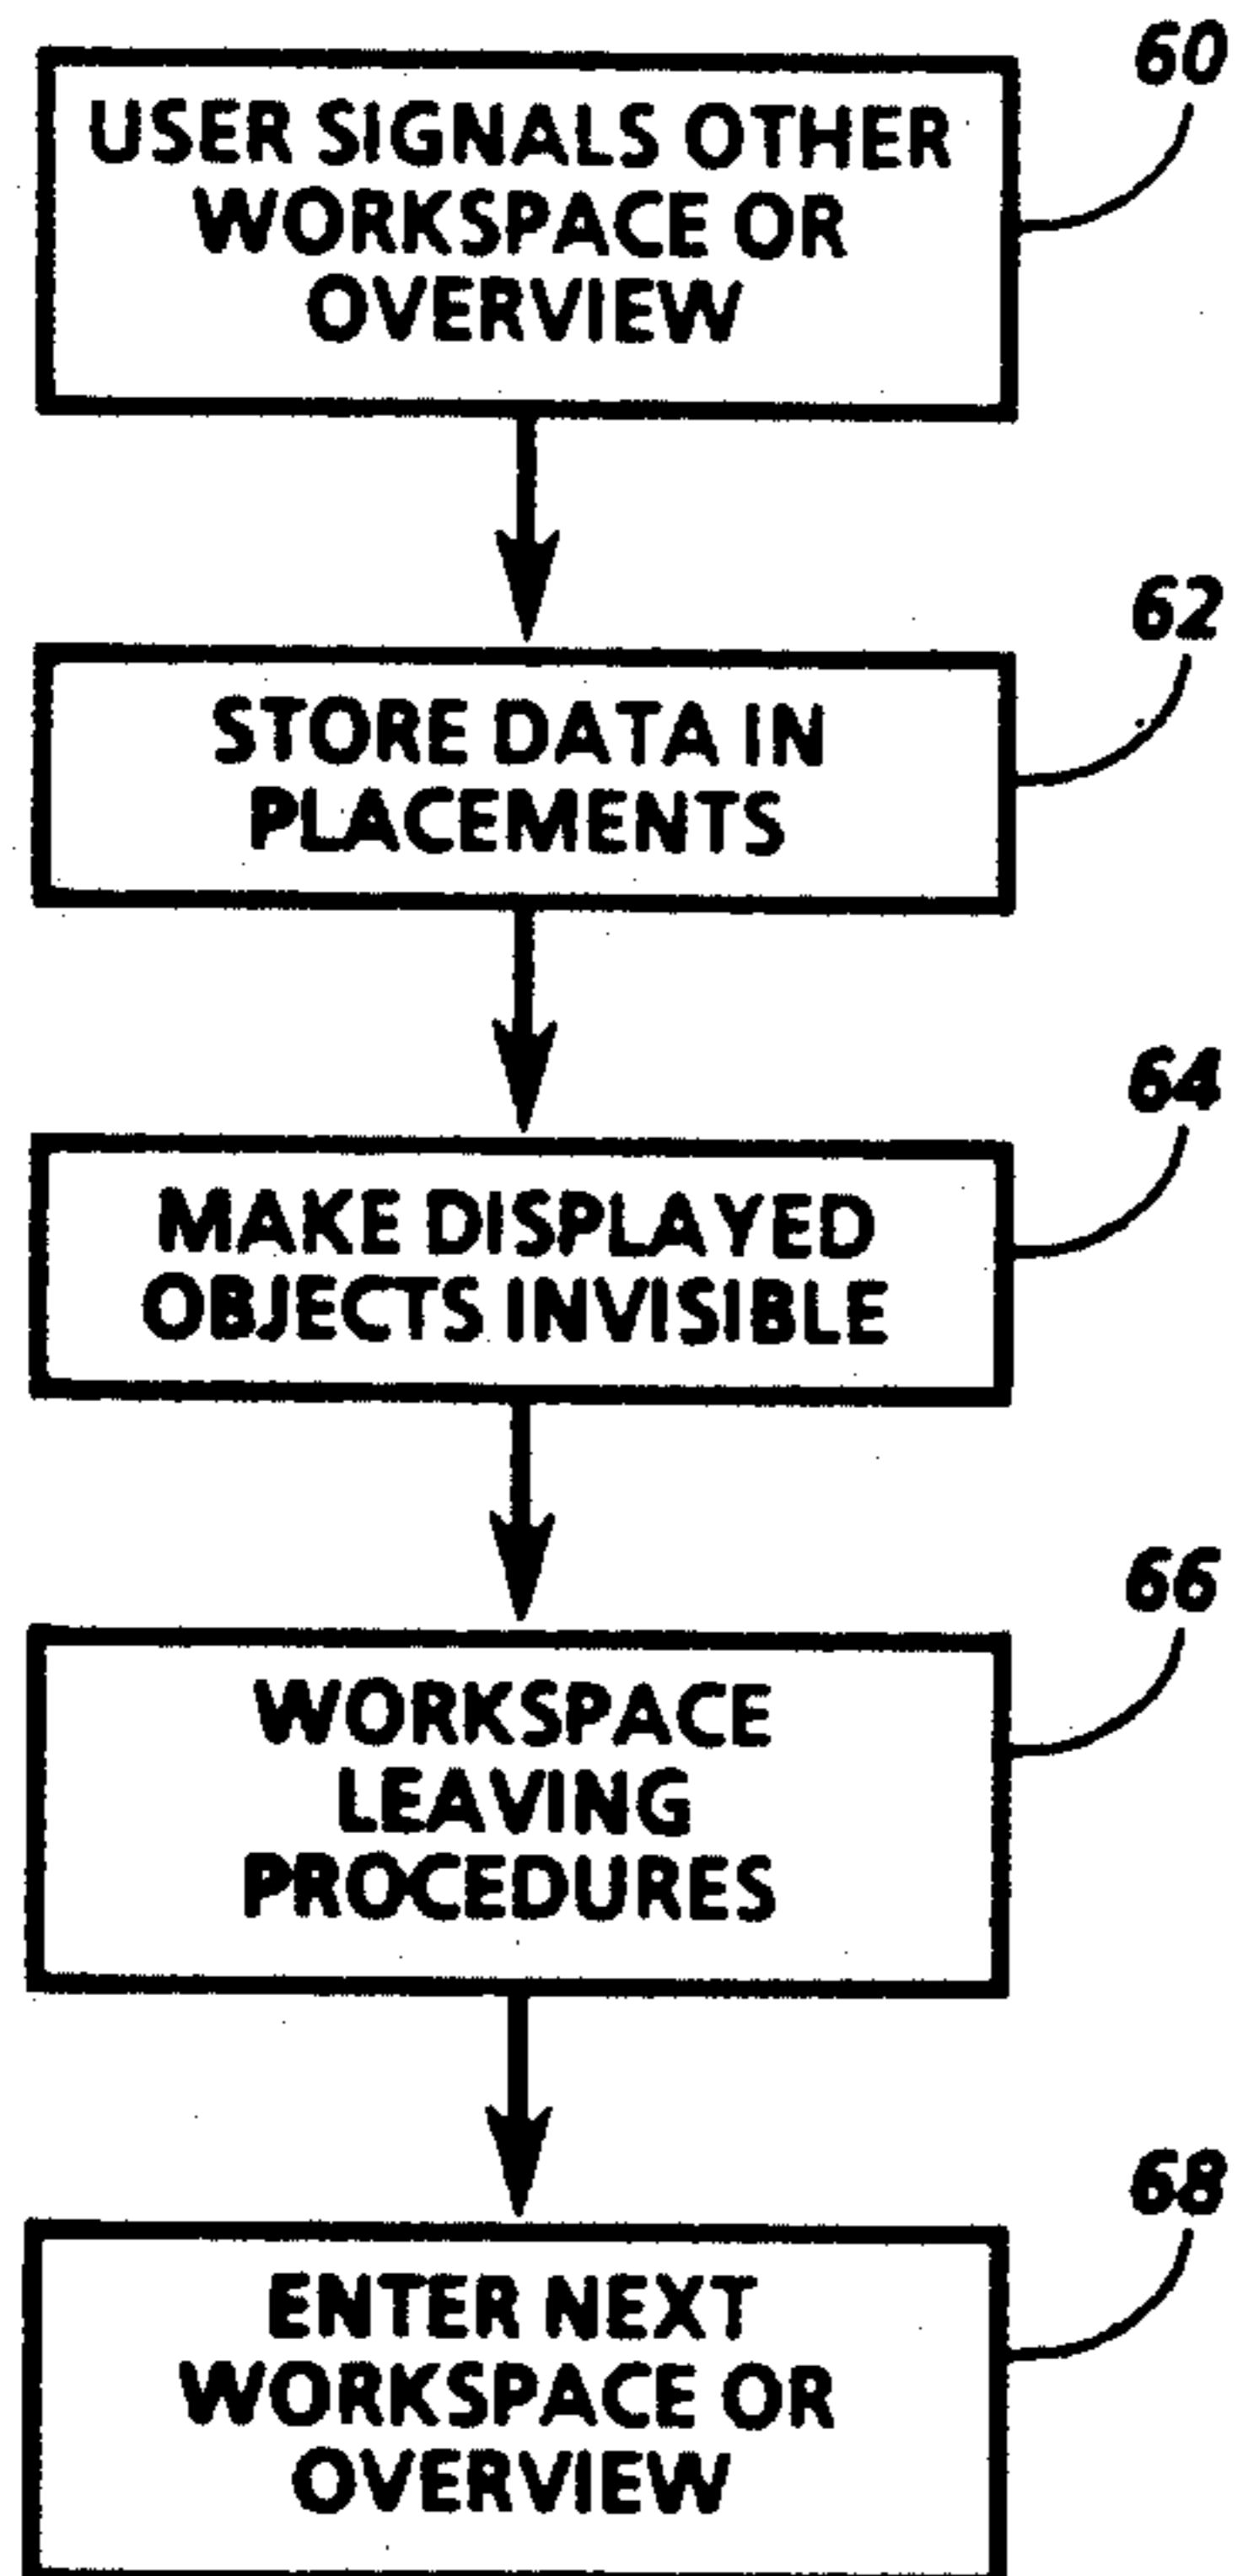 60
USER SIGNALS OTHER
WORKSPACE OR
OVERVIEW
62
STORE DATA IN
PLACEMENTS
64
MAKE DISPLAYED
OBJECTS INVISIBLE
66
WORKSPACE
LEAVING
PROCEDURES
68
ENTER NEXT
WORKSPACE OR
OVERVIEW